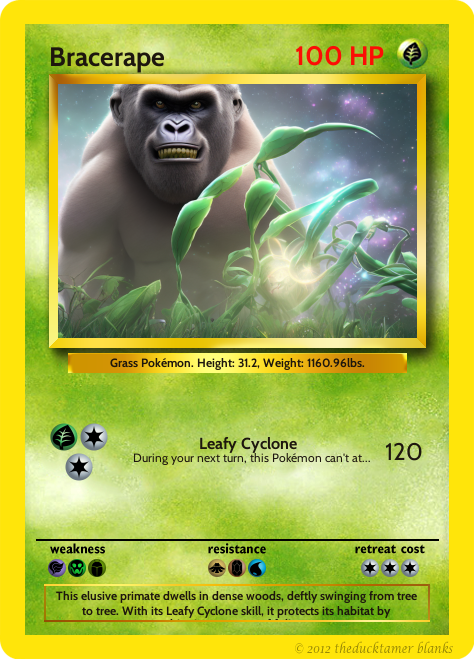 Bracerape
100 HP
Grass Pokémon. Height: 31.2, Weight: 1160.96lbs.
Leafy Cyclone
During your next turn, this Pokémon can't at...
120
weakness
resistance
retreat cost
This elusive primate dwells in dense woods, deftly swinging from tree
to tree. With its Leafy Cyclone skill, it protects its habitat by
© 2012 theducktamer blanks